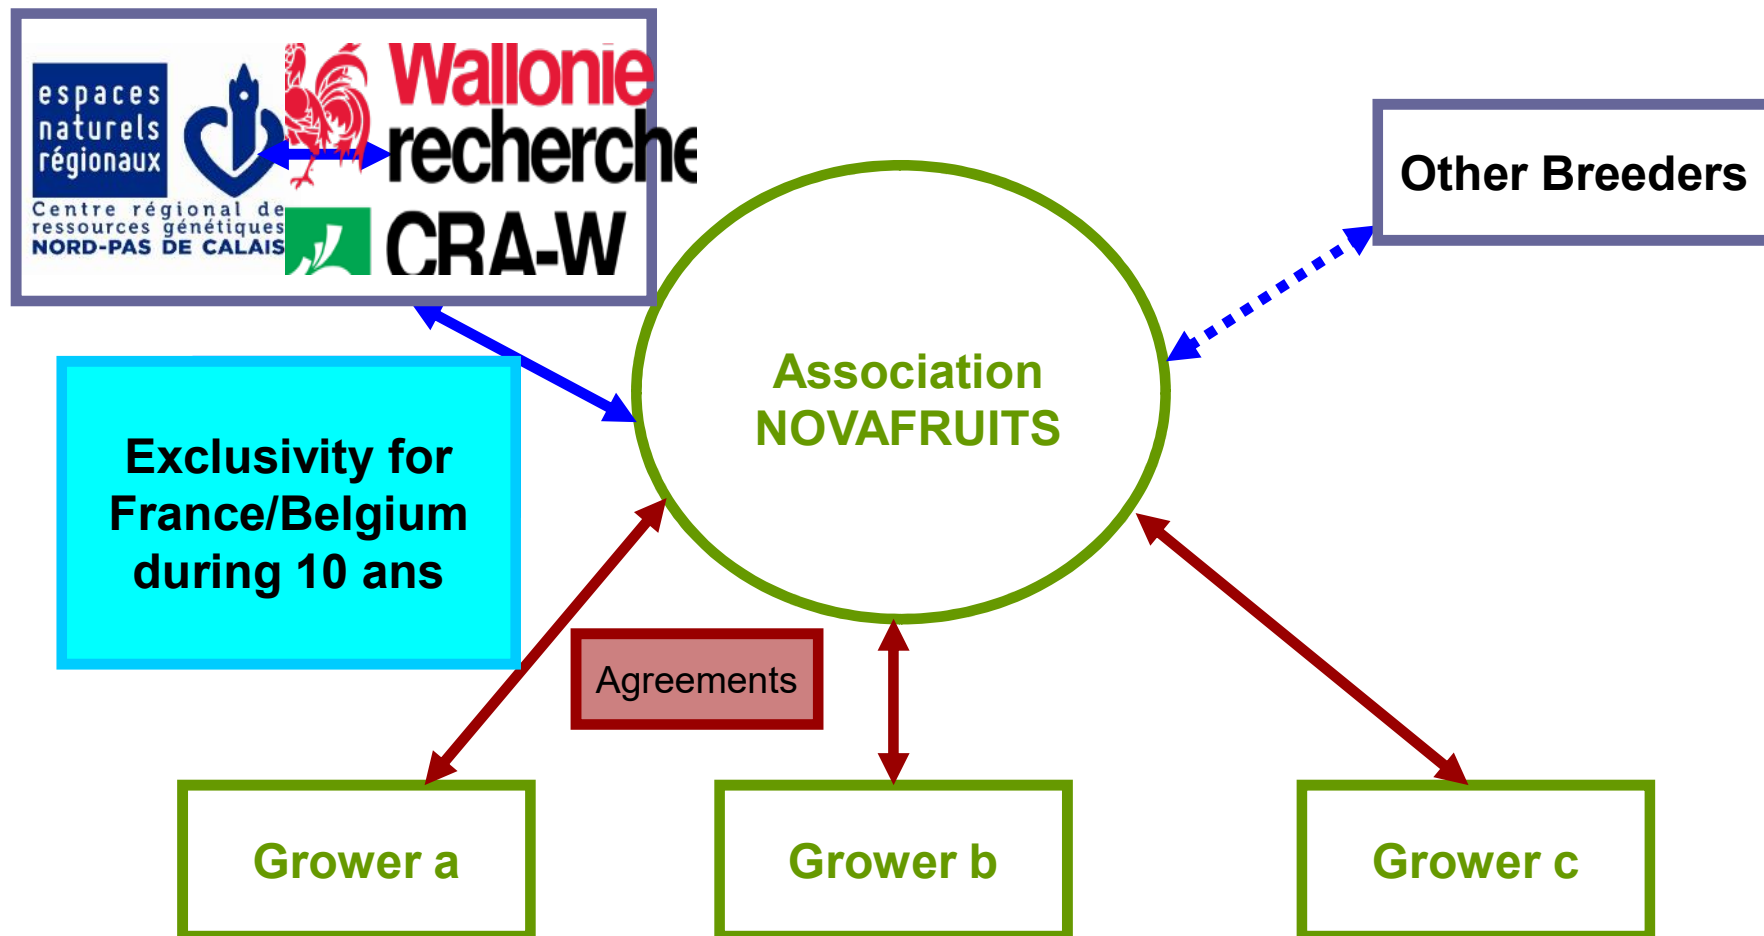 espaces
naturels
régionaux
Centre régional de
ressources génétiques
NORD-PAS DE CALAIS
Wallonie
recherche
CRA-W
Other Breeders
Association
NOVAFRUITS
Exclusivity for
France/Belgium
during 10 ans
Agreements
Grower a
Grower b
Grower c